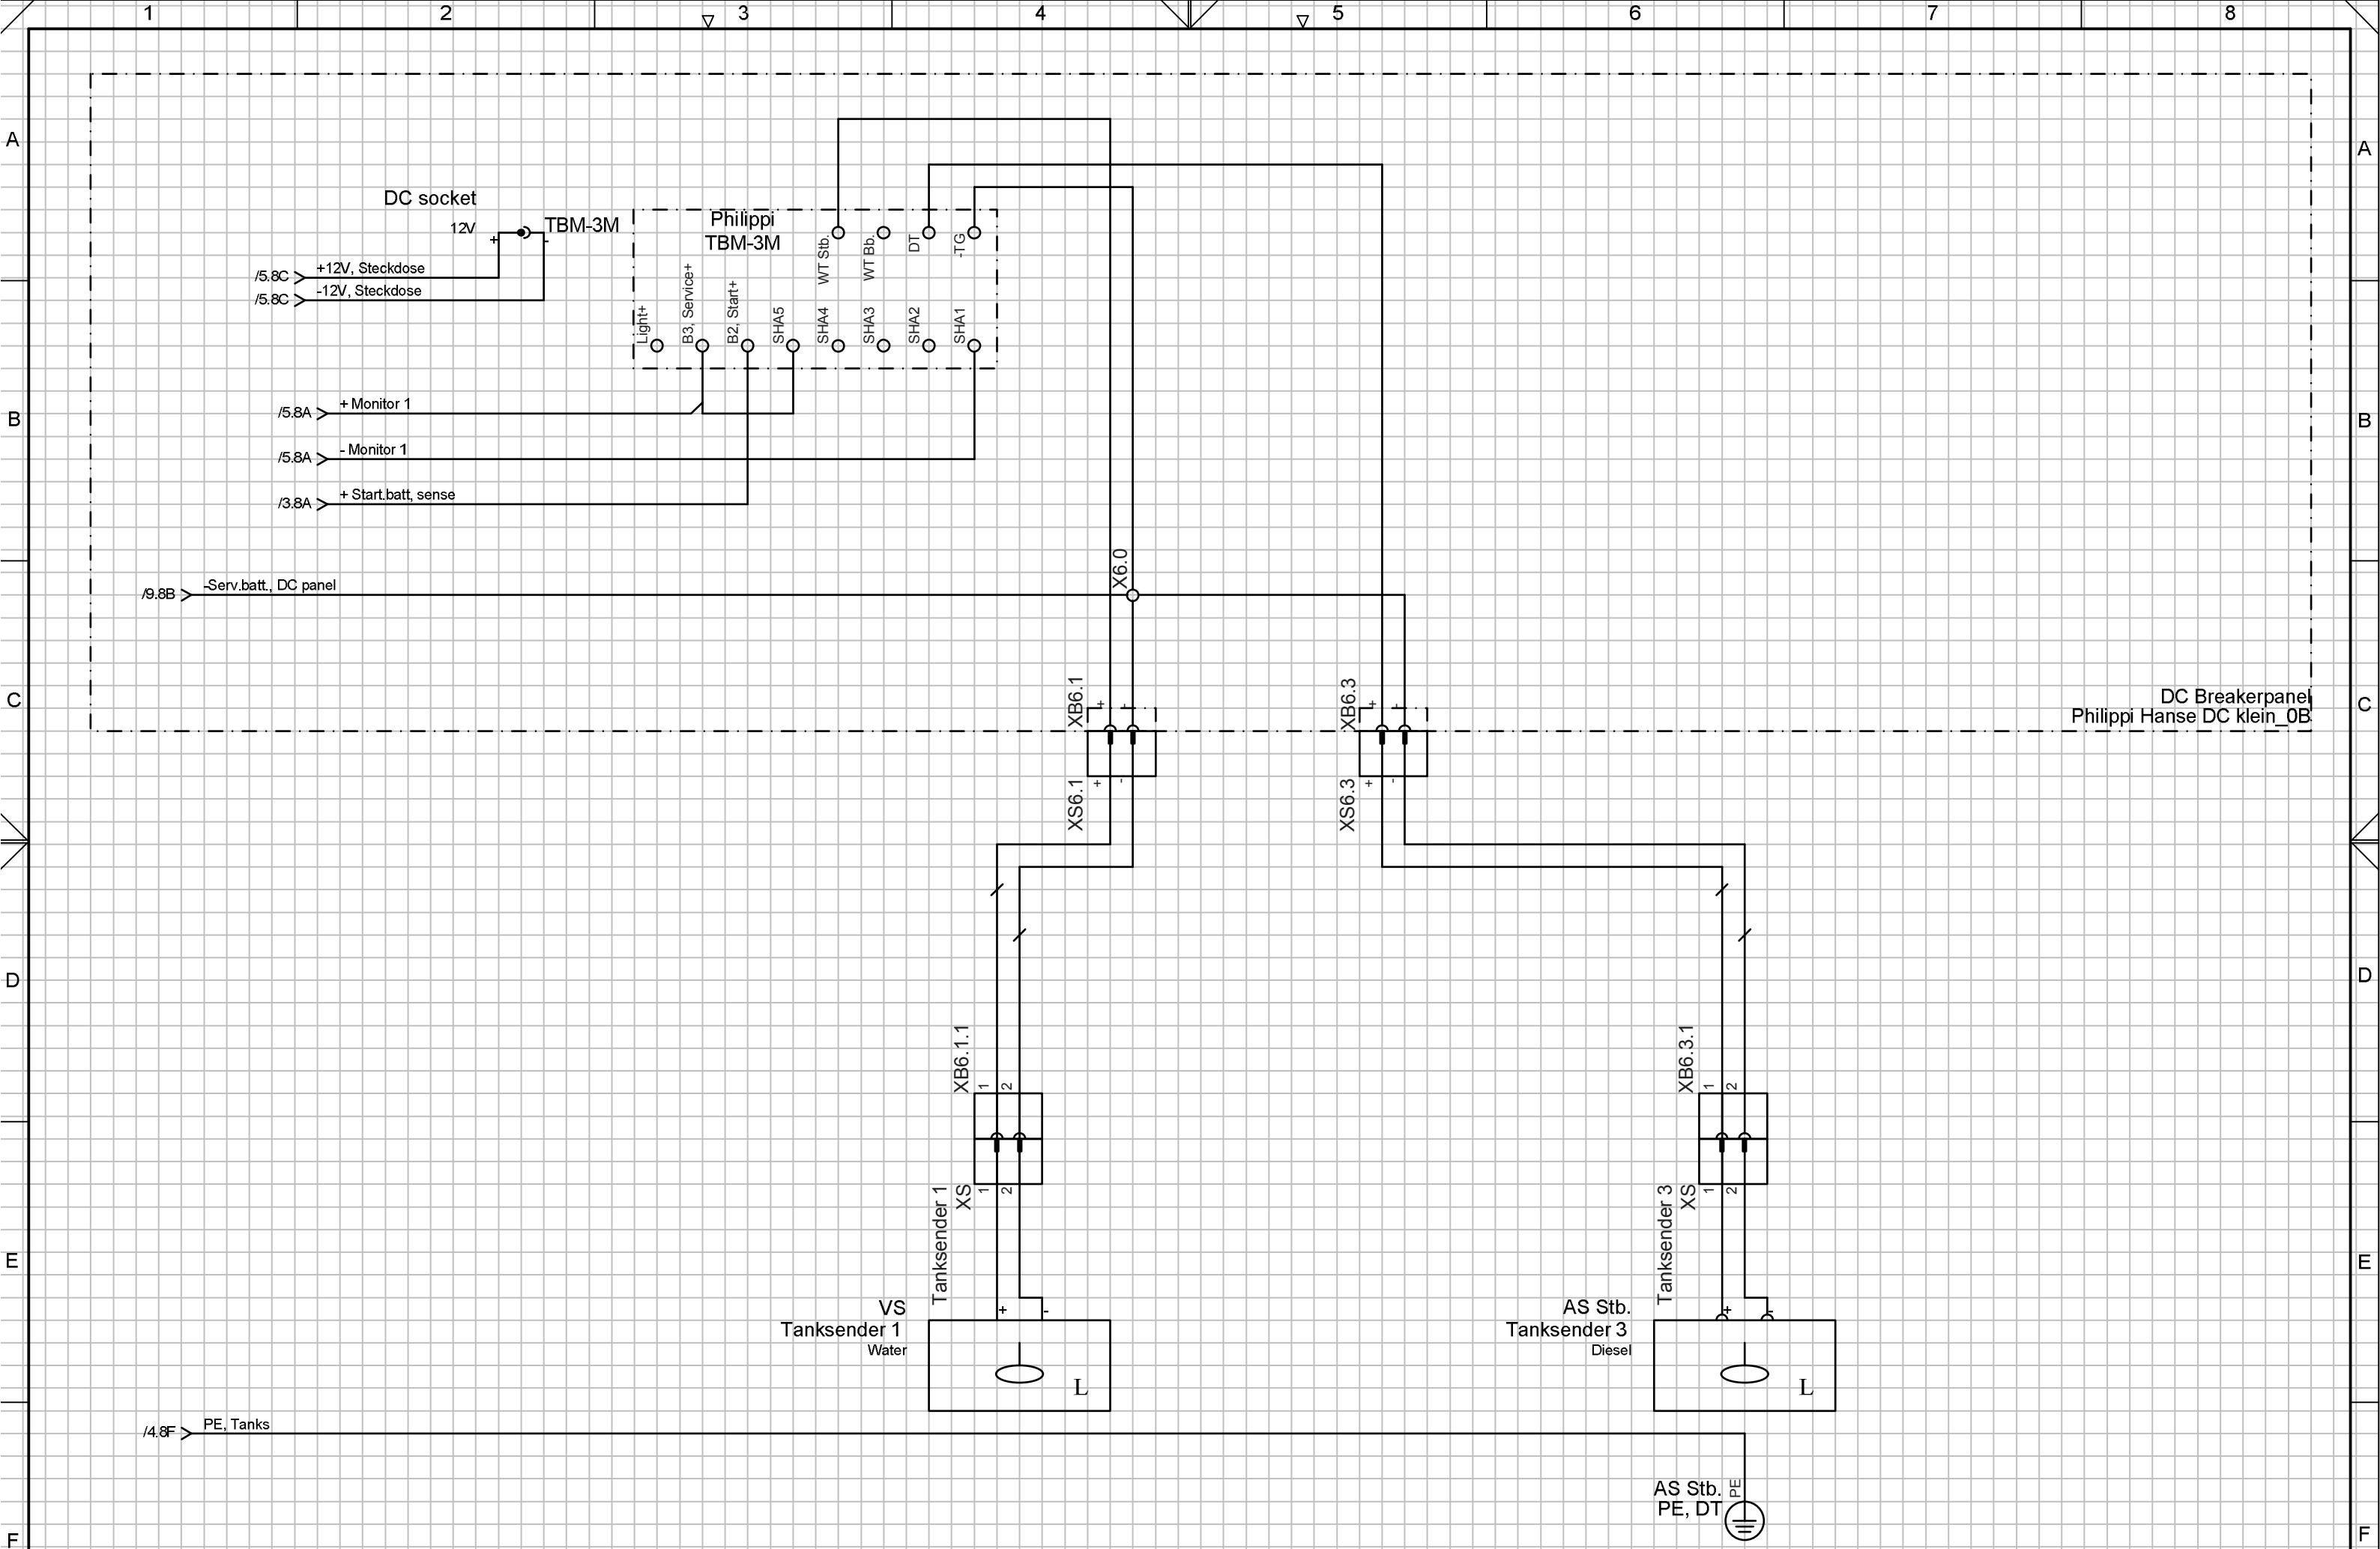 1 2 3 4 5 6 7 8
A A
DC socket
12V
+ -
TBM-3M
Philippi
TBM-3M
WT Stb.
WT Bb.
DT
-TG
/5.8C +12V, Steckdose
/5.8C -12V, Steckdose
Light+
B3, Service+
B2, Start+
SHA5
SHA4
SHA3
SHA2
SHA1
/5.8A + Monitor 1
B B
/5.8A - Monitor 1
/3.8A + Start.batt, sense
X6.0
/9.8B -Serv.batt., DC panel
XB6.1
+ -
XB6.3
+ -
C C
DC Breakerpanel
Philippi Hanse DC klein_0B
XS6.1
+ -
XS6.3
+ -
D D
XB6.1.1
1 2
XB6.3.1
1 2
Tanksender 1
XS
1 2
Tanksender 3
XS
1 2
E E
VS
Tanksender 1
Water
+ -
L
AS Stb.
Tanksender 3
Diesel
+ -
L
/4.8F PE, Tanks
AS Stb.
PE, DT
PE
F F